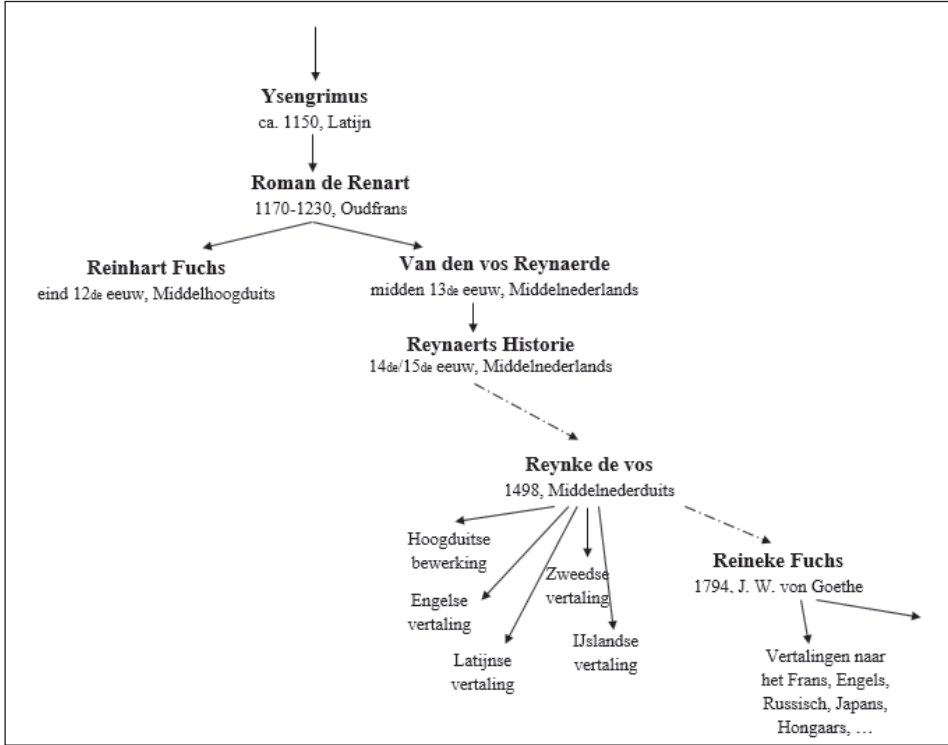 Ysengrimus
ca. 1150, Latijn
Roman de Renart
1170-1230, Oudfrans
Reinhart Fuchs
eind 12de eeuw, Middelhoogduits
Van den vos Reynaerde
midden 13de eeuw, Middelnederlands
Reynaerts Historie
14de/15de eeuw, Middelnederlands
Reynke de vos
1498, Middelnederduits
Hoogduitse
bewerking
Engelse
vertaling
Latijnse
vertaling
Zweedse
vertaling
IJslandse
vertaling
Reineke Fuchs
1794, J. W. von Goethe
Vertalingen naar
het Frans, Engels,
Russisch, Japans,
Hongaars, …